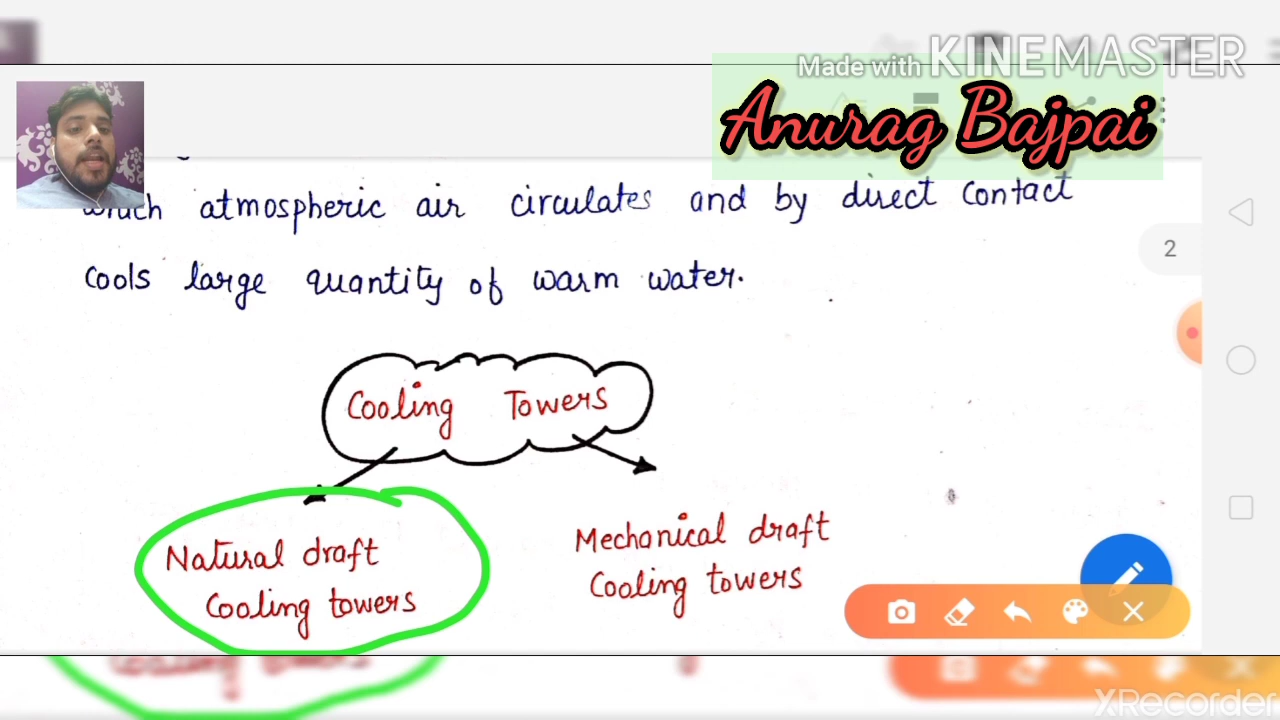 Made with KINEMASTER
Anurag Bajpai
which atmospheric air circulates and by direct contact
cools large quantity of warm water.
2
Cooling Towers
Natural draft
Cooling towers
Mechanical draft
Cooling towers
XRecorder